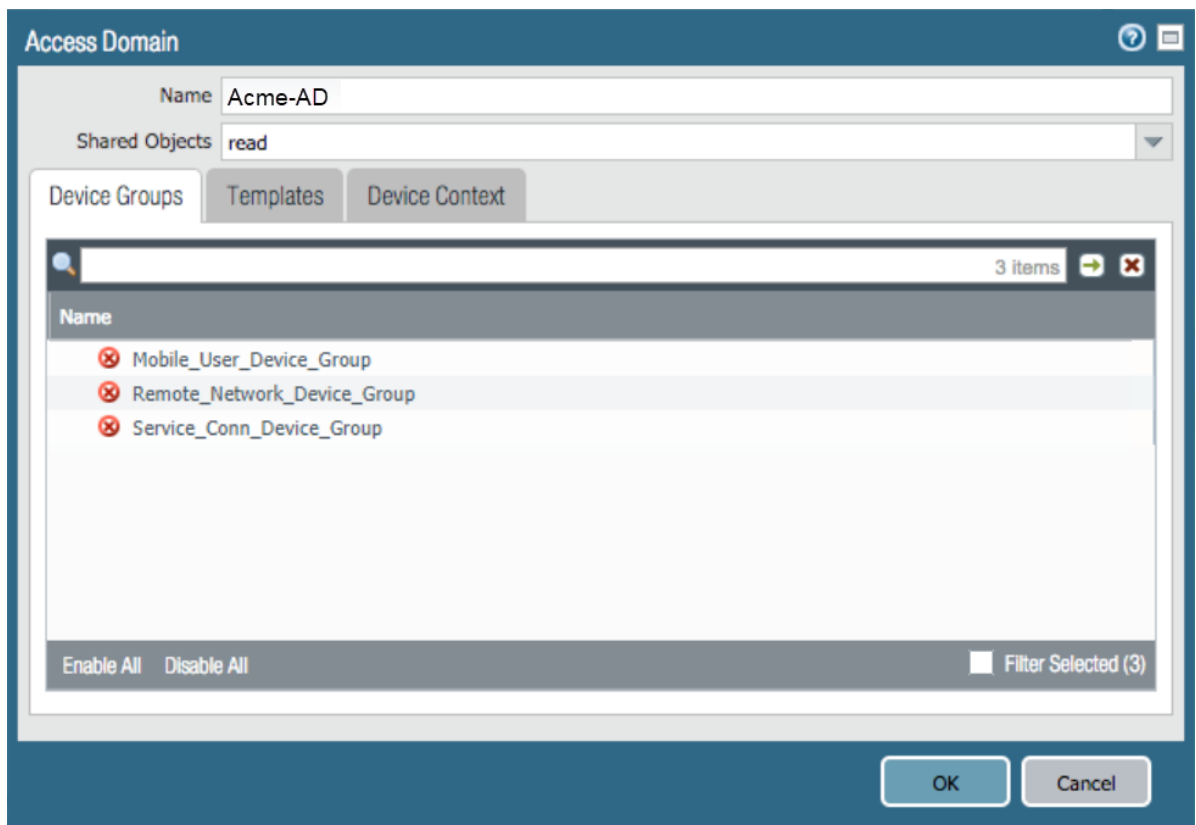 Access Domain
Name Acme-AD
Shared Objects read
Device Groups Templates Device Context
3 items
Name
Mobile_User_Device_Group
Remote_Network_Device_Group
Service_Conn_Device_Group
Enable All Disable All Filter Selected (3)
OK Cancel